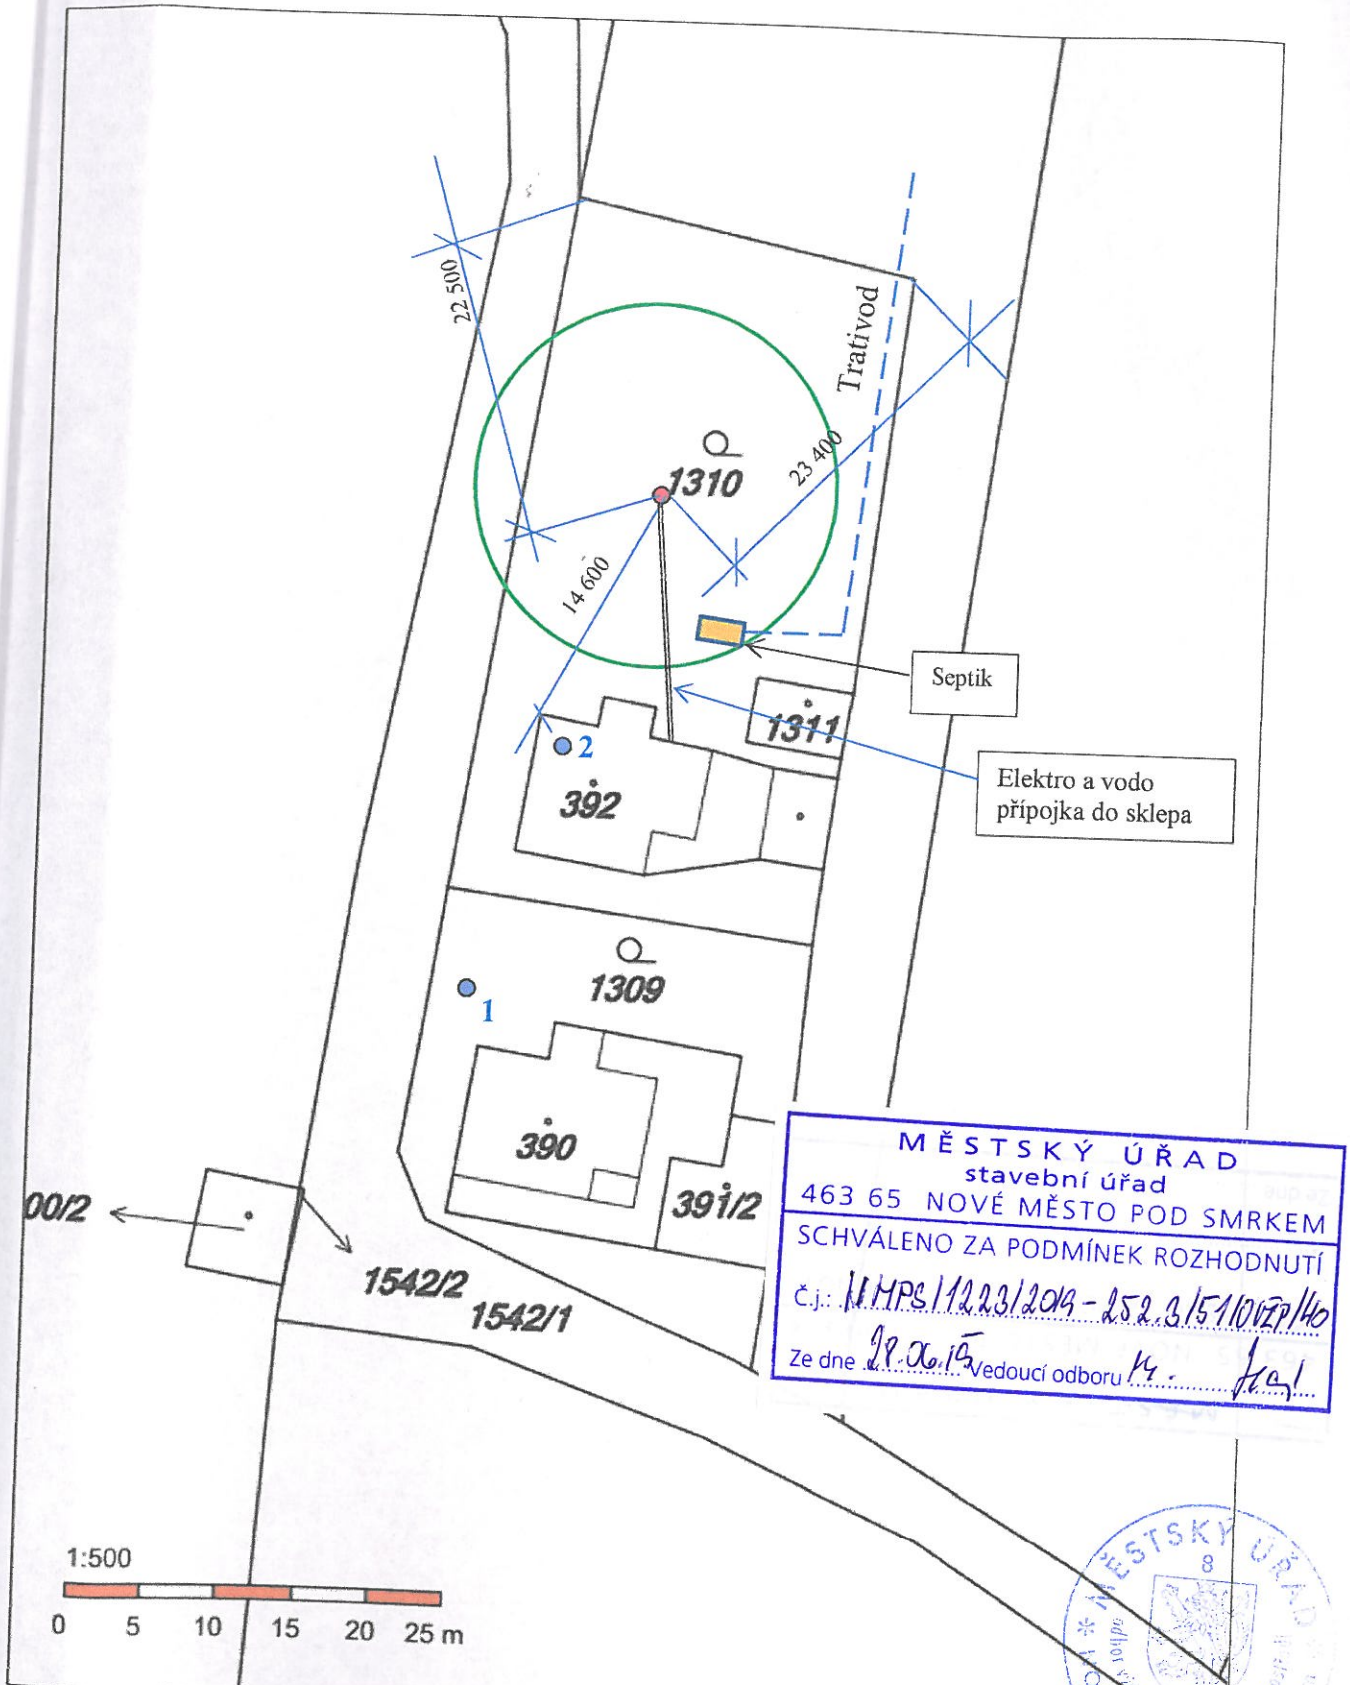 22 500
Trativod
23 400
1310
14 600
Septik
1311
2
392
Elektro a vodo
přípojka do sklepa
1309
1
390
391/2
00/2
1542/2
1542/1
MĚSTSKÝ ÚŘAD
stavební úřad
463 65 NOVÉ MĚSTO POD SMRKEM
SCHVÁLENO ZA PODMÍNEK ROZHODNUTÍ
Č.j.:
Ze dne Vedoucí odboru
1:500
0 5 10 15 20 25 m
MĚSTSKÝ ÚŘAD
8